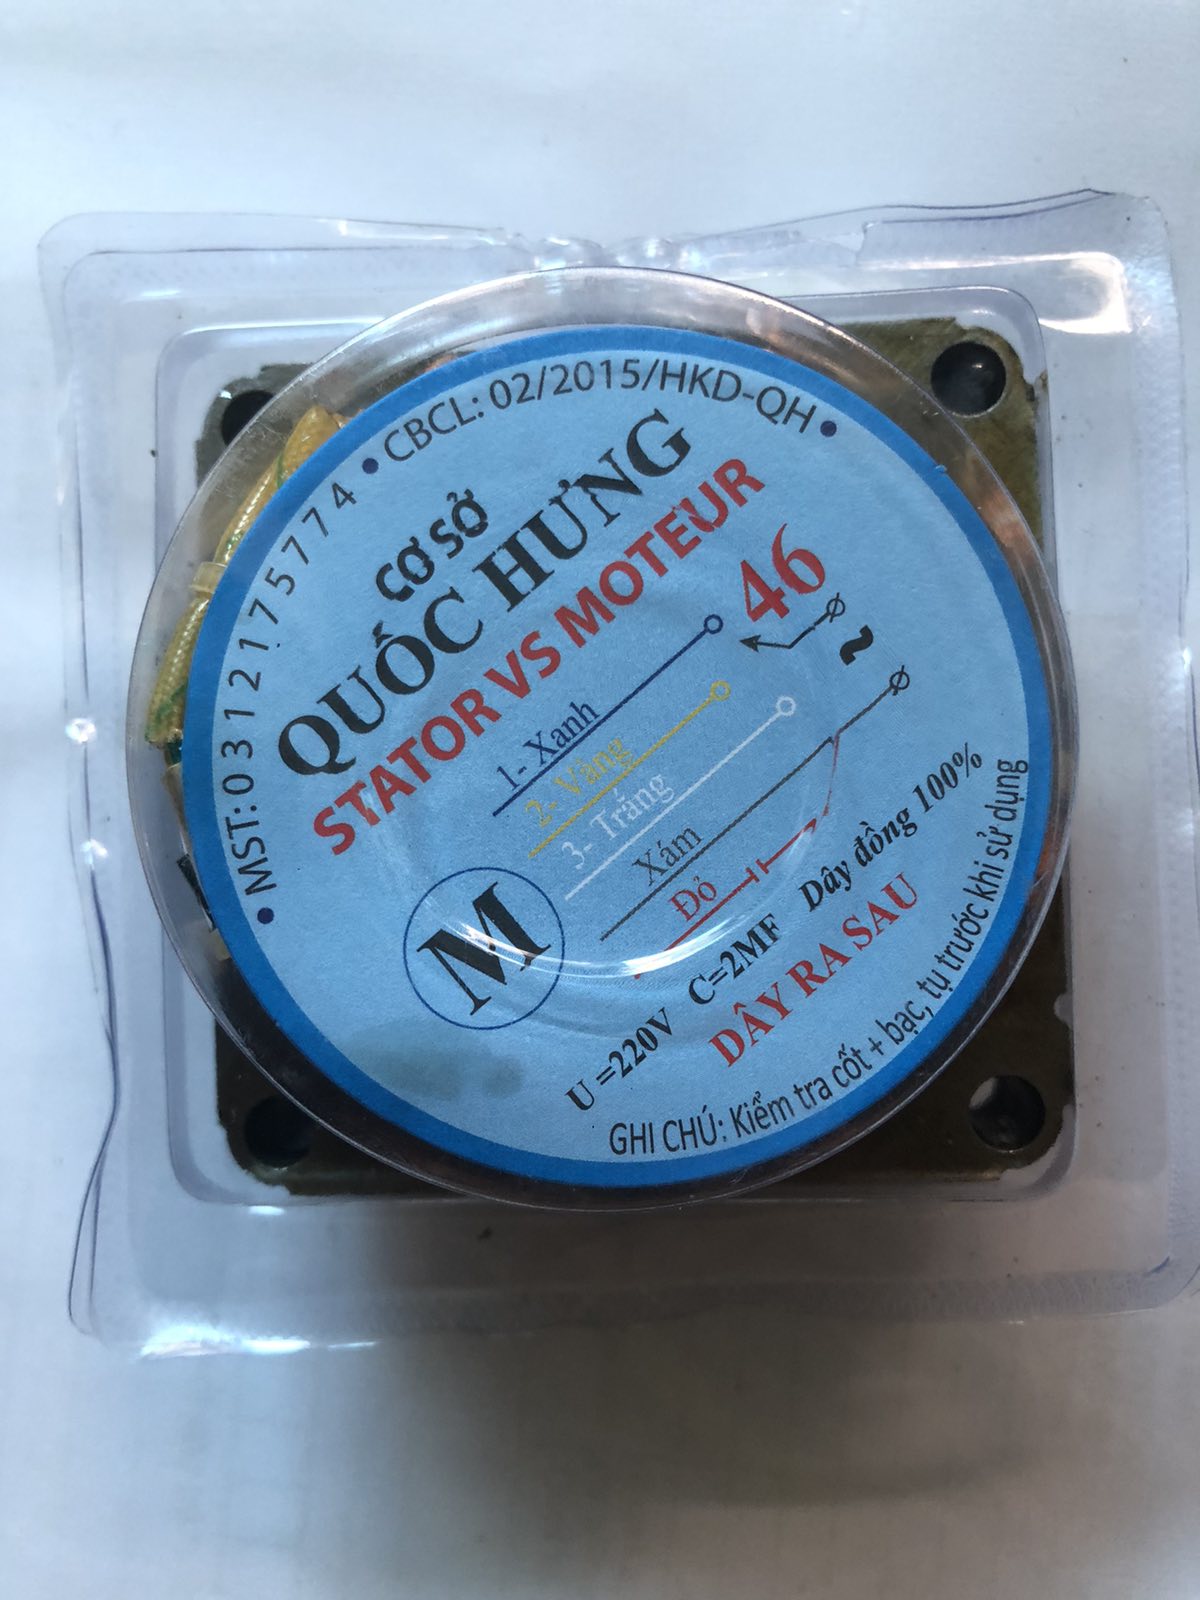 • MST: 0312175774 • CBCL: 02/2015/HKD-QH •
CƠ SỞ
QUỐC HƯNG
STATOR VS MOTEUR
46
1- Xanh
2- Vàng
3- Trắng
~
Xám
Đỏ
M
U =220V C=2MF Dây đồng 100%
DÂY RA SAU
GHI CHÚ: Kiểm tra cốt + bạc, tụ trước khi sử dụng